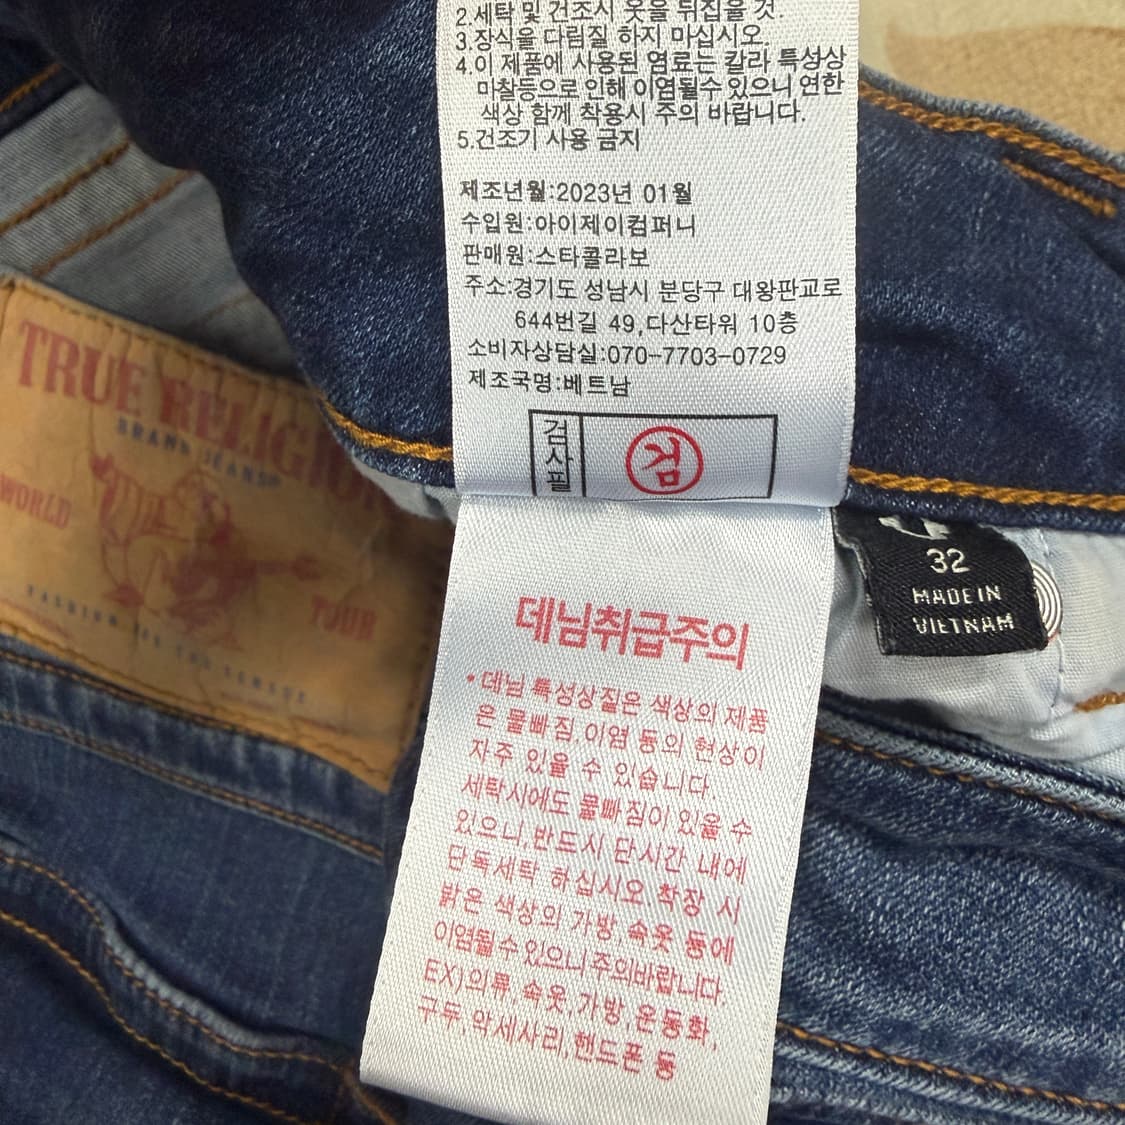 2.세탁 및 건조시 옷을 뒤집을 것.
3.장식을 다림질 하지 마십시오
4.이 제품에 사용된 염료는 칼라 특성상
마찰등으로 인해 이염될수 있으니 연한
색상 함께 착용시 주의 바랍니다.
5.건조기 사용 금지
제조년월:2023년 01월
수입원:아이제이컴퍼니
판매원:스타콜라보
주소:경기도 성남시 분당구 대왕판교로
644번길 49,다산타워 10층
소비자상담실:070-7703-0729
제조국명:베트남
검사필
검
데님취급주의
•데님 특성상질은 색상의 제품
은 물빠짐,이염 등의 현상이
자주 있을 수 있습니다.
세탁시에도 물빠짐이 있을 수
있으니,반드시 단시간 내에
단독세탁 하십시오.착장 시
밝은 색상의 가방,속옷 등에
이염될수있으니주의바랍니다.
EX)의류,속옷,가방,운동화,
구두,악세사리,핸드폰 등
32
MADE IN
VIETNAM
TRUE RELIGION
BRAND JEANS®
WORLD
TOUR
FASHION FOR THE SENSES